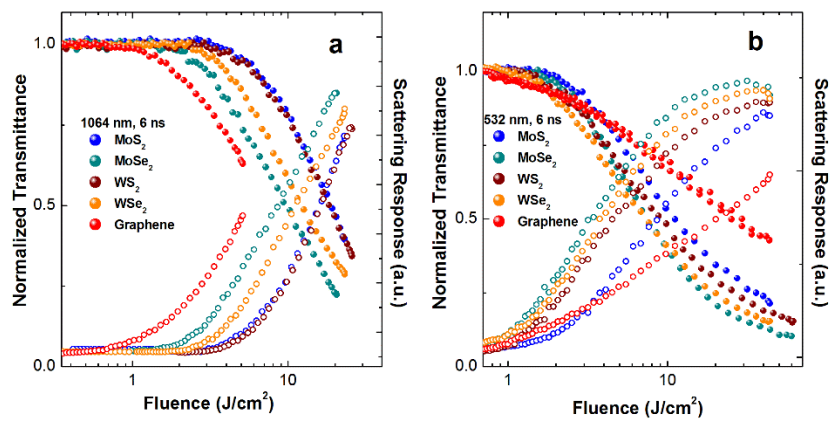 a
1.0
0.5
0.0
Normalized Transmittance
1064 nm, 6 ns
MoS2
MoSe2
WS2
WSe2
Graphene
Scattering Response (a.u.)
1
10
Fluence (J/cm²)
b
1.0
0.5
0.0
Normalized Transmittance
532 nm, 6 ns
MoS2
MoSe2
WS2
WSe2
Graphene
Scattering Response (a.u.)
1
10
Fluence (J/cm²)